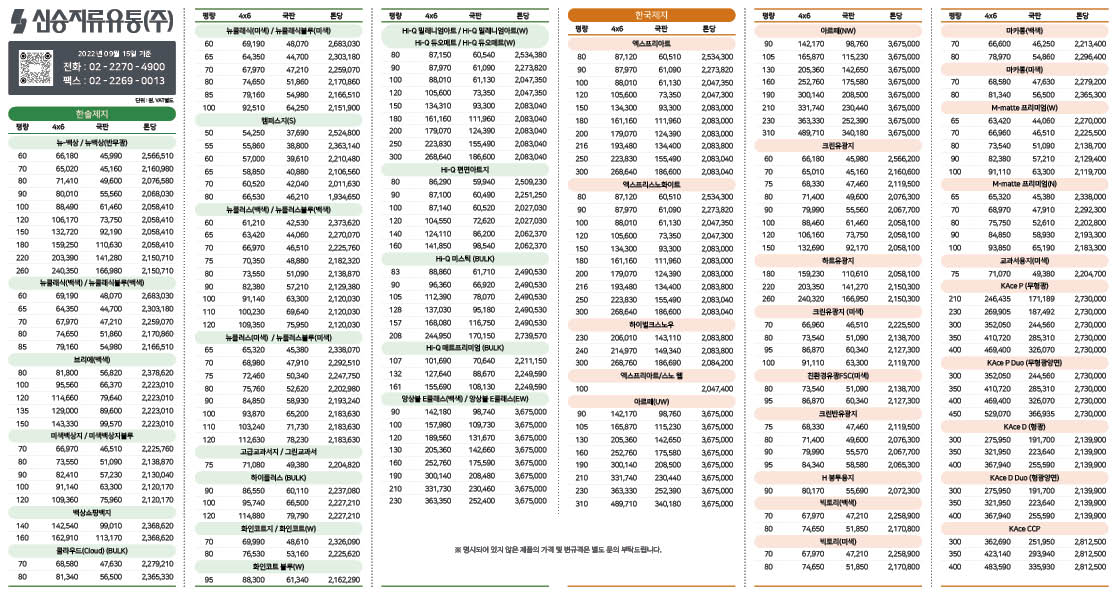 신승지류유통(주)
2022년 09월 15일 기준
전화 : 02 - 2270 - 4900
팩스 : 02 - 2269 - 0013
단위 : 원, VAT별도
한솔제지
평량 4x6 국판 톤당
뉴-백상 / 뉴백상(반무광)
60 66,180 45,990 2,566,510
70 65,020 45,160 2,160,980
80 71,410 49,600 2,076,580
90 80,010 55,560 2,068,030
100 88,490 61,460 2,058,410
120 106,170 73,750 2,058,410
150 132,720 92,190 2,058,410
180 159,250 110,630 2,058,410
220 203,390 141,280 2,150,710
260 240,350 166,980 2,150,710
뉴클래식(백색) / 뉴클래식블루(백색)
60 69,190 48,070 2,683,030
65 64,350 44,700 2,303,180
70 67,970 47,210 2,259,070
80 74,650 51,860 2,170,860
85 79,160 54,980 2,166,510
브리에(백색)
80 81,800 56,820 2,378,620
100 95,560 66,370 2,223,010
120 114,660 79,640 2,223,010
135 129,000 89,600 2,223,010
150 143,330 99,570 2,223,010
미색백상지 / 미색백상지블루
70 66,970 46,510 2,225,760
80 73,550 51,090 2,138,870
90 82,410 57,230 2,130,040
100 91,140 63,300 2,120,170
120 109,360 75,960 2,120,170
백상쇼핑백지
140 142,540 99,010 2,368,620
160 162,910 113,170 2,368,620
클라우드(Cloud) (BULK)
70 68,580 47,630 2,279,210
80 81,340 56,500 2,365,330
평량 4x6 국판 톤당
뉴클래식(미색) / 뉴클래식블루(미색)
60 69,190 48,070 2,683,030
65 64,350 44,700 2,303,180
70 67,970 47,210 2,259,070
80 74,650 51,860 2,170,860
85 79,160 54,980 2,166,510
100 92,510 64,250 2,151,900
캠퍼스지(S)
50 54,250 37,690 2,524,800
55 55,860 38,800 2,363,140
60 57,000 39,610 2,210,480
65 58,850 40,880 2,106,560
70 60,520 42,040 2,011,630
80 66,530 46,210 1,934,650
뉴플러스(백색) / 뉴플러스블루(백색)
60 61,210 42,530 2,373,620
65 63,420 44,060 2,270,070
70 66,970 46,510 2,225,760
75 70,350 48,880 2,182,320
80 73,550 51,090 2,138,870
90 82,380 57,210 2,129,380
100 91,140 63,300 2,120,030
110 100,230 69,640 2,120,030
120 109,350 75,950 2,120,030
뉴플러스(미색) / 뉴플러스블루(미색)
65 65,320 45,380 2,338,070
70 68,980 47,910 2,292,510
75 72,460 50,340 2,247,750
80 75,760 52,620 2,202,980
90 84,850 58,930 2,193,240
100 93,870 65,200 2,183,630
110 103,240 71,730 2,183,630
120 112,630 78,230 2,183,630
고급교과서지 / 그린교과서
75 71,080 49,380 2,204,820
하이플러스 (BULK)
90 86,550 60,110 2,237,080
100 95,740 66,500 2,227,210
120 114,880 79,790 2,227,210
화인코트지 / 화인코트(W)
70 69,990 48,610 2,326,090
80 76,530 53,160 2,225,620
화인코트 블루(W)
95 88,300 61,340 2,162,290
평량 4x6 국판 톤당
Hi-Q 밀레니엄아트 / Hi-Q 밀레니엄아트(W)
Hi-Q 듀오매트 / Hi-Q 듀오매트(W)
80 87,150 60,540 2,534,380
90 87,970 61,090 2,273,820
100 88,010 61,130 2,047,350
120 105,600 73,350 2,047,350
150 134,310 93,300 2,083,040
180 161,160 111,960 2,083,040
200 179,070 124,390 2,083,040
250 223,830 155,490 2,083,040
300 268,640 186,600 2,083,040
Hi-Q 편면아트지
80 86,290 59,940 2,509,230
90 87,100 60,490 2,251,250
100 87,140 60,520 2,027,030
120 104,550 72,620 2,027,030
140 124,110 86,200 2,062,370
160 141,850 98,540 2,062,370
Hi-Q 미스틱 (BULK)
83 88,860 61,710 2,490,530
90 96,360 66,920 2,490,530
105 112,390 78,070 2,490,530
128 137,030 95,180 2,490,530
157 168,080 116,750 2,490,530
208 244,950 170,150 2,739,570
Hi-Q 매트프리미엄 (BULK)
107 101,690 70,640 2,211,150
132 127,640 88,670 2,249,590
161 155,690 108,130 2,249,590
앙상블 E클래스(백색) / 앙상블 E클래스(EW)
90 142,180 98,740 3,675,000
105 157,980 109,730 3,675,000
120 189,560 131,670 3,675,000
130 205,360 142,660 3,675,000
160 252,760 175,590 3,675,000
190 300,140 208,480 3,675,000
210 331,730 230,460 3,675,000
230 363,350 252,400 3,675,000
※ 명시되어 있지 않은 제품의 가격 및 변규격은 별도 문의 부탁드립니다.
한국제지
평량 4x6 국판 톤당
엑스프리아트
80 87,120 60,510 2,534,300
90 87,970 61,090 2,273,820
100 88,010 61,130 2,047,350
120 105,600 73,350 2,047,300
150 134,300 93,300 2,083,000
180 161,160 111,960 2,083,000
200 179,070 124,390 2,083,000
216 193,480 134,400 2,083,040
250 223,830 155,490 2,083,040
300 268,640 186,600 2,083,040
엑스프리스노화이트
80 87,120 60,510 2,534,300
90 87,970 61,090 2,273,820
100 88,010 61,130 2,047,350
120 105,600 73,350 2,047,300
150 134,300 93,300 2,083,000
180 161,160 111,960 2,083,000
200 179,070 124,390 2,083,000
216 193,480 134,400 2,083,040
250 223,830 155,490 2,083,040
300 268,640 186,600 2,083,040
하이벌크스노우
230 206,010 143,110 2,083,800
240 214,970 149,340 2,083,800
300 268,760 186,690 2,084,200
엑스프리아트/스노 웹
100 2,047,400
아르떼(UW)
90 142,170 98,760 3,675,000
105 165,870 115,230 3,675,000
130 205,360 142,650 3,675,000
160 252,760 175,580 3,675,000
190 300,140 208,500 3,675,000
210 331,730 230,440 3,675,000
230 363,330 252,390 3,675,000
310 489,710 340,180 3,675,000
평량 4x6 국판 톤당
아르떼(NW)
90 142,170 98,760 3,675,000
105 165,870 115,230 3,675,000
130 205,360 142,650 3,675,000
160 252,760 175,580 3,675,000
190 300,140 208,500 3,675,000
210 331,740 230,440 3,675,000
230 363,330 252,390 3,675,000
310 489,710 340,180 3,675,000
크린유광지
60 66,180 45,980 2,566,200
70 65,010 45,160 2,160,600
75 68,330 47,460 2,119,500
80 71,400 49,600 2,076,300
90 79,990 55,560 2,067,700
100 88,460 61,460 2,058,100
120 106,160 73,750 2,058,100
150 132,690 92,170 2,058,100
하트유광지
180 159,230 110,610 2,058,100
220 203,350 141,270 2,150,300
260 240,320 166,950 2,150,300
크린유광지 (미색)
70 66,960 46,510 2,225,500
80 73,540 51,090 2,138,700
95 86,870 60,340 2,127,300
100 91,110 63,300 2,119,700
친환경유광FSC(미색)
80 73,540 51,090 2,138,700
95 86,870 60,340 2,127,300
크린반유광지
75 68,330 47,460 2,119,500
80 71,400 49,600 2,076,300
90 79,990 55,570 2,067,700
95 84,340 58,580 2,065,300
H 봉투용지
90 80,170 55,690 2,072,300
빅토리(백색)
70 67,970 47,210 2,258,900
80 74,650 51,850 2,170,800
빅토리(미색)
70 67,970 47,210 2,258,900
80 74,650 51,850 2,170,800
평량 4x6 국판 톤당
마카롱(백색)
70 66,600 46,250 2,213,400
80 78,970 54,860 2,296,400
마카롱(미색)
70 68,580 47,630 2,279,200
80 81,340 56,500 2,365,300
M-matte 프리미엄(W)
65 63,420 44,060 2,270,000
70 66,960 46,510 2,225,500
80 73,540 51,090 2,138,700
90 82,380 57,210 2,129,400
100 91,110 63,300 2,119,700
M-matte 프리미엄(N)
65 65,320 45,380 2,338,000
70 68,970 47,910 2,292,300
80 75,750 52,610 2,202,800
90 84,850 58,930 2,193,300
100 93,850 65,190 2,183,300
교과서용지(미색)
75 71,070 49,380 2,204,700
KAce P (무형광)
210 246,435 171,189 2,730,000
230 269,905 187,492 2,730,000
300 352,050 244,560 2,730,000
350 410,720 285,310 2,730,000
400 469,400 326,070 2,730,000
KAce P Duo (무형광양면)
300 352,050 244,560 2,730,000
350 410,720 285,310 2,730,000
400 469,400 326,070 2,730,000
450 529,070 366,935 2,730,000
KAce D (형광)
300 275,950 191,700 2,139,900
350 321,950 223,640 2,139,900
400 367,940 255,590 2,139,900
KAce D Duo (형광양면)
300 275,950 191,700 2,139,900
350 321,950 223,640 2,139,900
400 367,940 255,590 2,139,900
KAce CCP
300 362,690 251,950 2,812,500
350 423,140 293,940 2,812,500
400 483,590 335,930 2,812,500